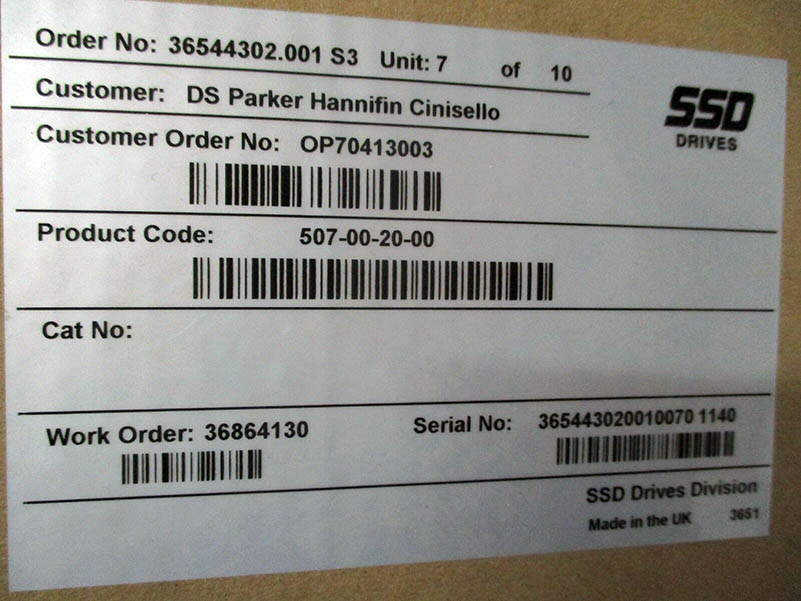 Order No: 36544302.001 S3 Unit: 7 of 10
SSD
DRIVES
Customer: DS Parker Hannifin Cinisello
Customer Order No: OP70413003
Product Code: 507-00-20-00
Cat No:
Work Order: 36864130 Serial No: 365443020010070 1140
SSD Drives Division
Made in the UK 3651